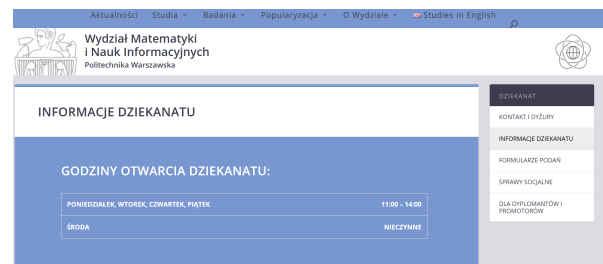 Aktualności Studia Badania Popularyzacja O Wydziale Studies in English
Wydział Matematyki
i Nauk Informacyjnych
Politechnika Warszawska
INFORMACJE DZIEKANATU
GODZINY OTWARCIA DZIEKANATU:
PONIEDZIAŁEK, WTOREK, CZWARTEK, PIĄTEK 11:00 – 14:00
ŚRODA NIECZYNNE
DZIEKANAT
KONTAKT I DYŻURY
INFORMACJE DZIEKANATU
FORMULARZE PODAŃ
SPRAWY SOCJALNE
DLA DYPLOMANTÓW I
PROMOTORÓW